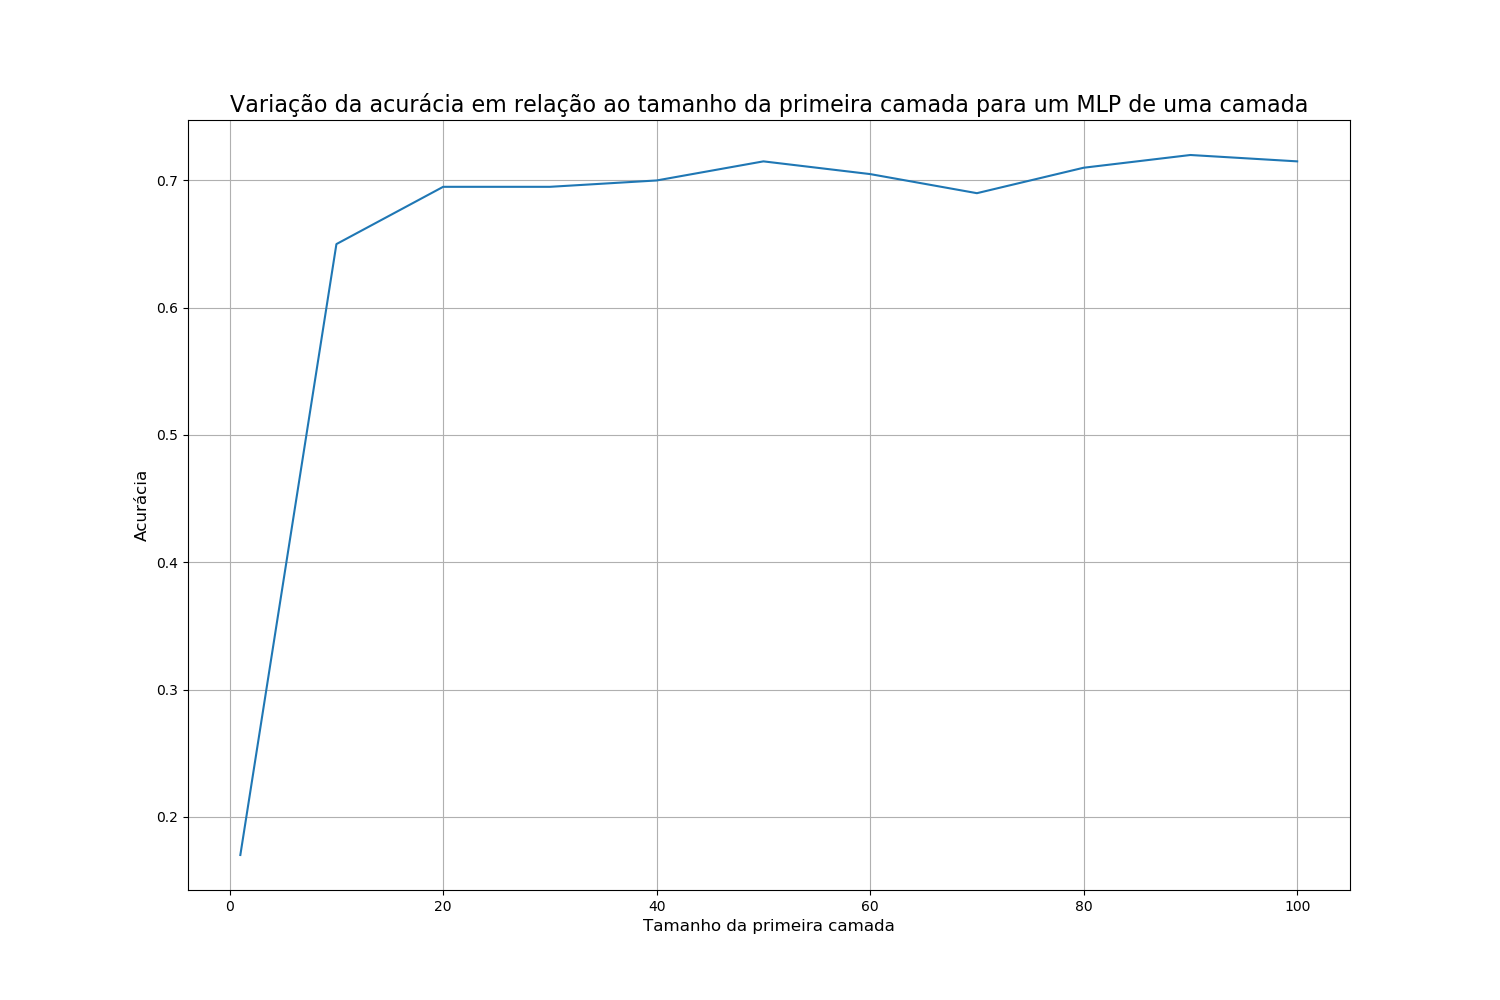 Variação da acurácia em relação ao tamanho da primeira camada para um MLP de uma camada
0.7
0.6
0.5
0.4
0.3
0.2
Acurácia
0 20 40 60 80 100
Tamanho da primeira camada